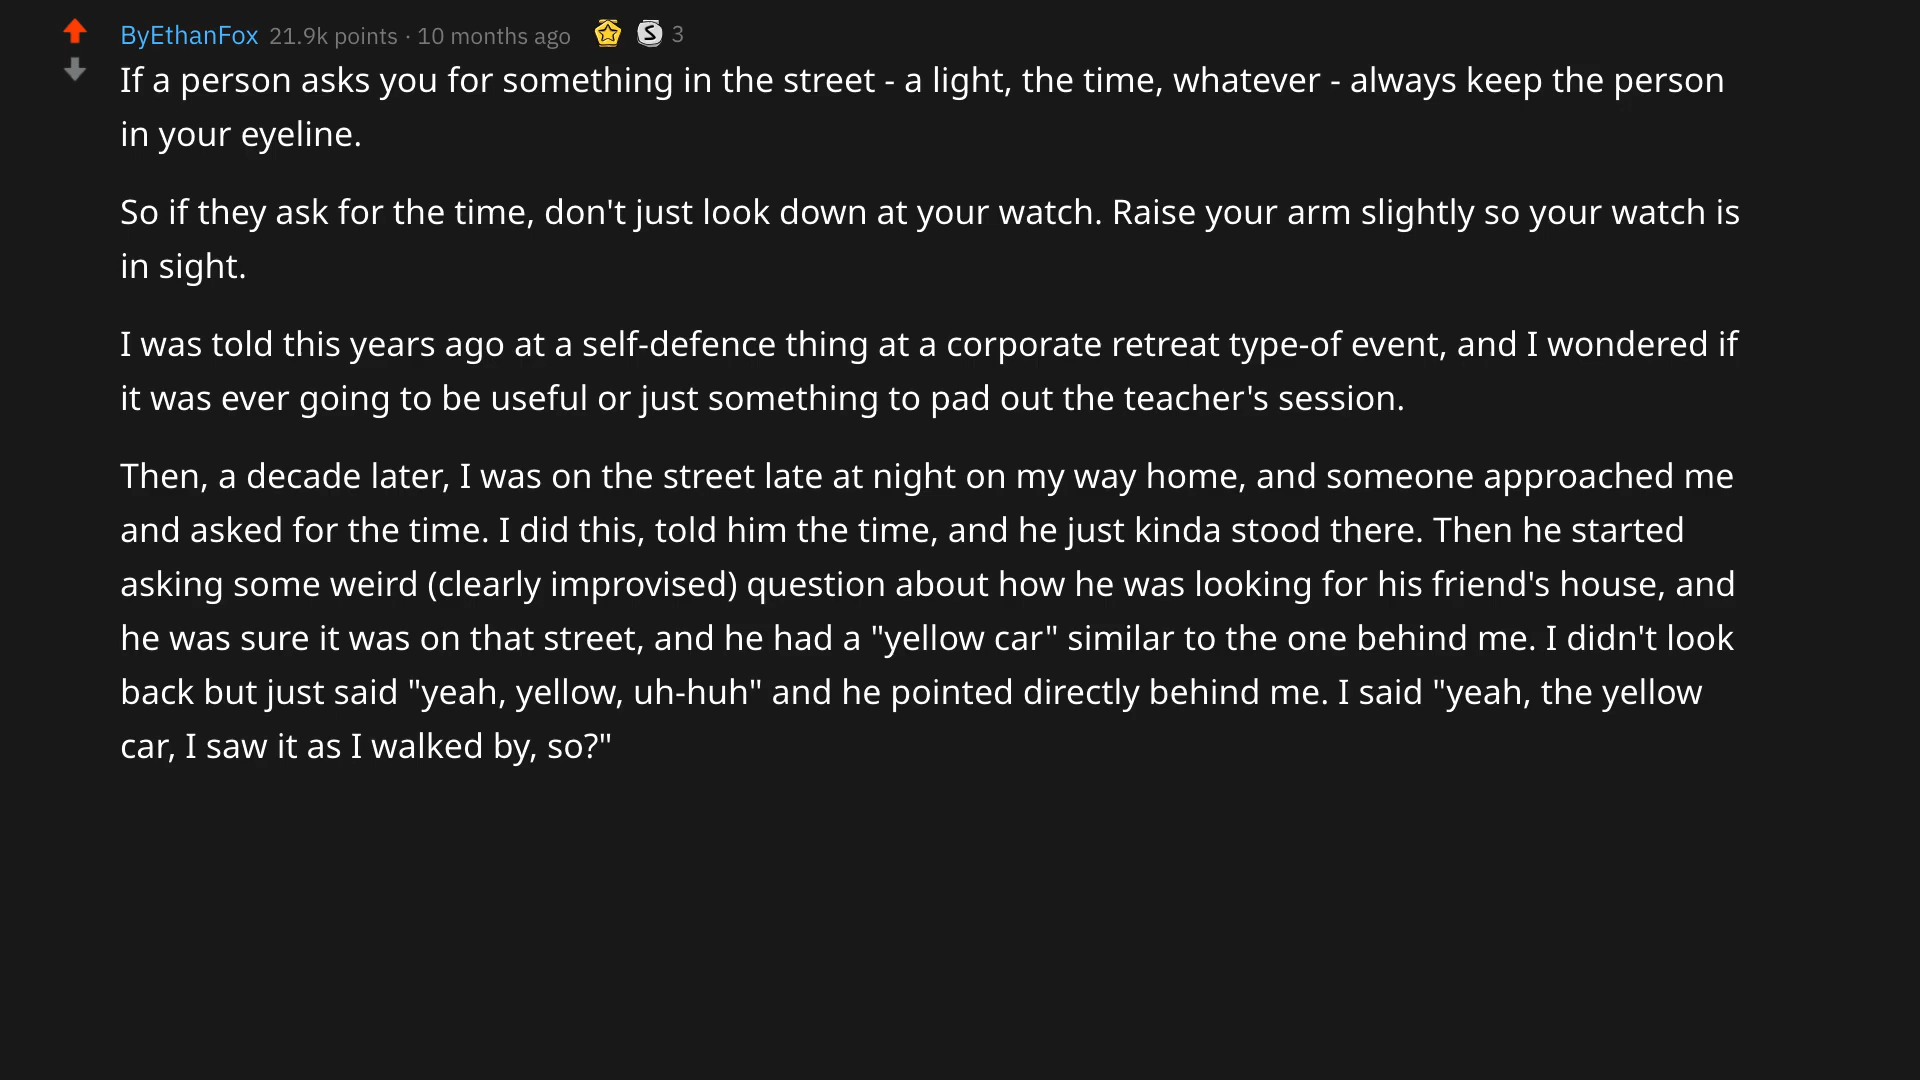 ByEthanFox 21.9k points · 10 months ago S 3
If a person asks you for something in the street - a light, the time, whatever - always keep the person
in your eyeline.
So if they ask for the time, don't just look down at your watch. Raise your arm slightly so your watch is
in sight.
I was told this years ago at a self-defence thing at a corporate retreat type-of event, and I wondered if
it was ever going to be useful or just something to pad out the teacher's session.
Then, a decade later, I was on the street late at night on my way home, and someone approached me
and asked for the time. I did this, told him the time, and he just kinda stood there. Then he started
asking some weird (clearly improvised) question about how he was looking for his friend's house, and
he was sure it was on that street, and he had a "yellow car" similar to the one behind me. I didn't look
back but just said "yeah, yellow, uh-huh" and he pointed directly behind me. I said "yeah, the yellow
car, I saw it as I walked by, so?"